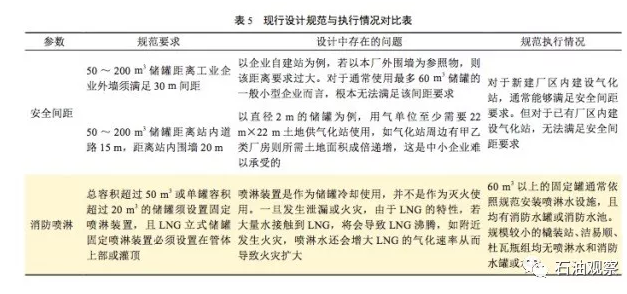 表 5 现行设计规范与执行情况对比表
参数 规范要求 设计中存在的问题 规范执行情况
安全间距
50～200 m³ 储罐距离工业企
业外墙须满足 30 m 间距
以企业自建站为例，若以本厂外围墙为参照物，则
该距离要求过大。对于通常使用最多 60 m³ 储罐的
一般小型企业而言，根本无法满足该间距要求
50～200 m³ 储罐距离站内道
路 15 m，距离站内围墙 20 m
以直径 2 m 的储罐为例，用气单位至少需要 22
m×22 m 土地供气化站使用，如气化站周边有甲乙
类厂房则所需土地面积成倍递增，这是中小企业难
以承受的
对于新建厂区内建设气化
站，通常能够满足安全间距
要求。但对于已有厂区内建
设气化站，无法满足安全间
距要求
消防喷淋
总容积超过 50 m³ 或单罐容积
超过 20 m³ 的储罐须设置固定
喷淋装置，且 LNG 立式储罐
固定喷淋装置必须设置在管体
上部或灌顶
喷淋装置是作为储罐冷却使用，并不是作为灭火使
用。一旦发生泄漏或火灾，由于 LNG 的特性，若
大量水接触到 LNG，将会导致 LNG 沸腾，如附近
发生火灾，喷淋水还会增大 LNG 的气化速率从而
导致火灾扩大
60 m³ 以上的固定罐通常依
照规范安装喷淋水设施，且
均有消防水罐或消防水池。
规模较小的橇装站、洁易顺、
杜瓦瓶组均无喷淋水和消防
水罐或
石油观察